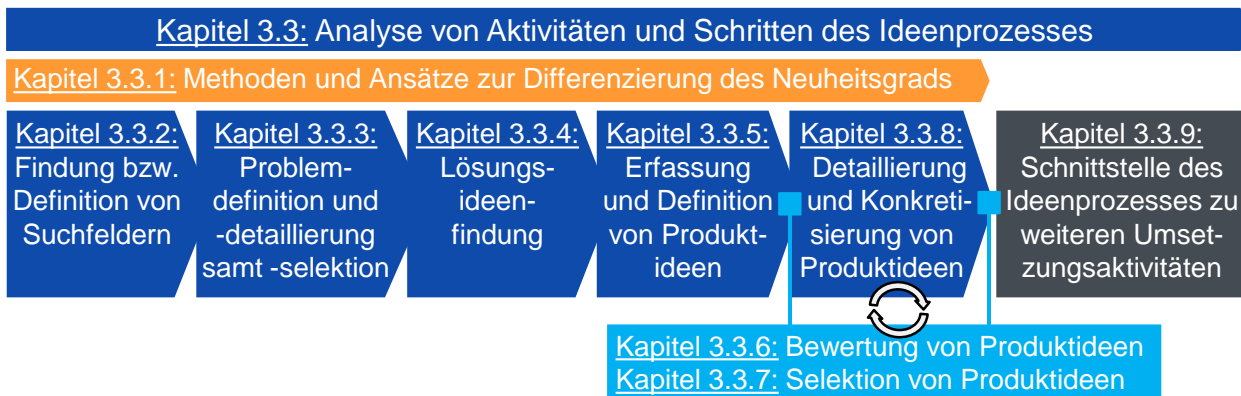 Kapitel 3.3: Analyse von Aktivitäten und Schritten des Ideenprozesses
Kapitel 3.3.1: Methoden und Ansätze zur Differenzierung des Neuheitsgrads
Kapitel 3.3.2:
Findung bzw.
Definition von
Suchfeldern
Kapitel 3.3.3:
Problem-
definition und
-detaillierung
samt -selektion
Kapitel 3.3.4:
Lösungs-
ideen-
findung
Kapitel 3.3.5:
Erfassung
und Definition
von Produkt-
ideen
Kapitel 3.3.8:
Detaillierung
und Konkreti-
sierung von
Produktideen
Kapitel 3.3.9:
Schnittstelle des
Ideenprozesses zu
weiteren Umset-
zungsaktivitäten
Kapitel 3.3.6: Bewertung von Produktideen
Kapitel 3.3.7: Selektion von Produktideen